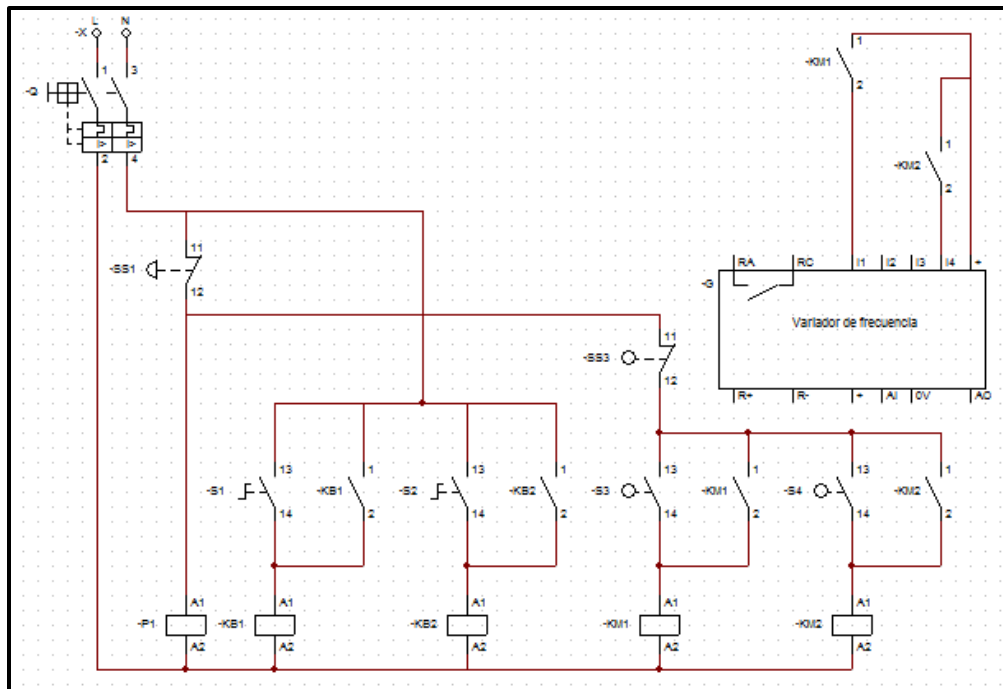 -X L N
1 3
-Q
I> I>
2 4
11
-SS1
12
1
-KM1
2
1
-KM2
2
RA RC I1 I2 I3 I4 +
-G
Variador de frecuencia
R+ R- + AI 0V AO
11
-SS3
12
13 1 13 1 13 1 13 1
-S1 -KB1 -S2 -KB2 -S3 -KM1 -S4 -KM2
14 2 14 2 14 2 14 2
A1 A1 A1 A1 A1
-P1 -KB1 -KB2 -KM1 -KM2
A2 A2 A2 A2 A2